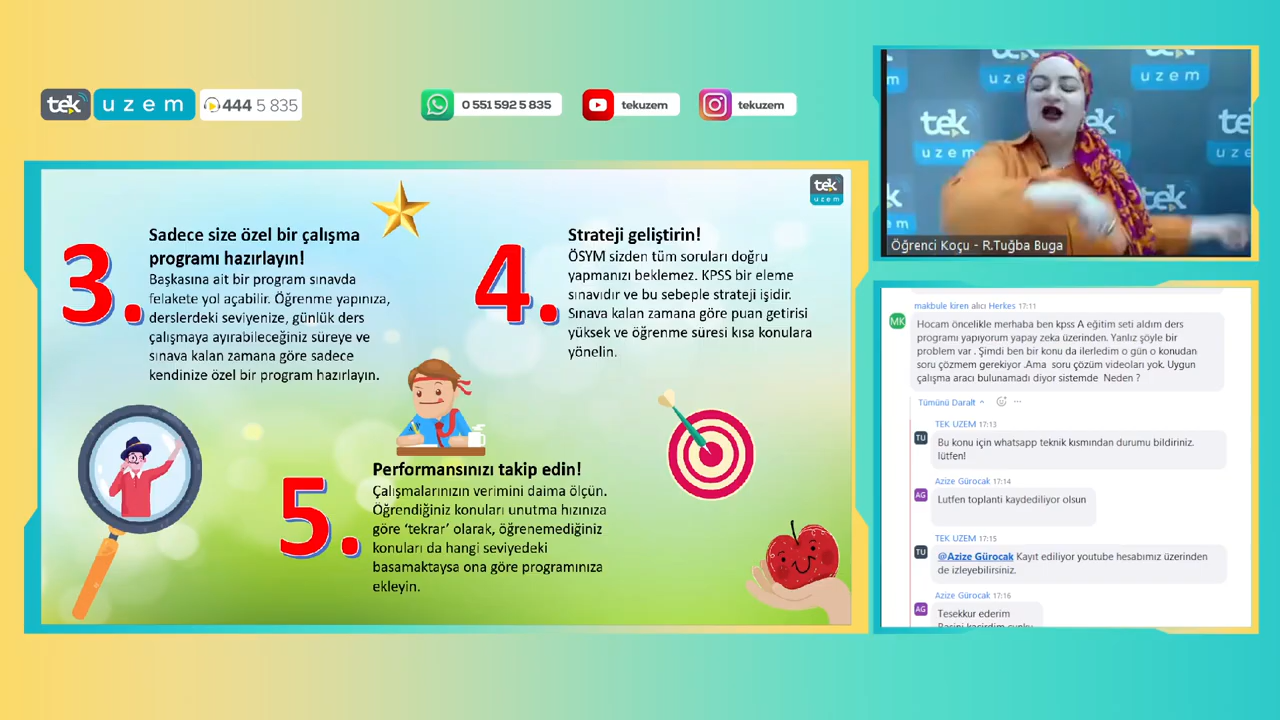 tek uzem 444 5 835
0 551 592 5 835
tekuzem
tekuzem
tek
uzem
3.
Sadece size özel bir çalışma
programı hazırlayın!
Başkasına ait bir program sınavda
felakete yol açabilir. Öğrenme yapınıza,
derslerdeki seviyenize, günlük ders
çalışmaya ayırabileceğiniz süreye ve
sınava kalan zamana göre sadece
kendinize özel bir program hazırlayın.
4.
Strateji geliştirin!
ÖSYM sizden tüm soruları doğru
yapmanızı beklemez. KPSS bir eleme
sınavıdır ve bu sebeple strateji işidir.
Sınava kalan zamana göre puan getirisi
yüksek ve öğrenme süresi kısa konulara
yönelin.
5.
Performansınızı takip edin!
Çalışmalarınızın verimini daima ölçün.
Öğrendiğiniz konuları unutma hızınıza
göre ‘tekrar’ olarak, öğrenemediğiniz
konuları da hangi seviyedeki
basamaktaysa ona göre programınıza
ekleyin.
tek
uzem
Öğrenci Koçu - R.Tuğba Buga
makbule kiren alıcı Herkes 17:11
MK
Hocam öncelikle merhaba ben kpss A eğitim seti aldım ders
programı yapıyorum yapay zeka üzerinden. Yanlız şöyle bir
problem var . Şimdi ben bir konu da ilerledim o gün o konudan
soru çözmem gerekiyor .Ama soru çözüm videoları yok. Uygun
çalışma aracı bulunamadı diyor sistemde Neden ?
Tümünü Daralt
TEK UZEM 17:13
TU
Bu konu için whatsapp teknik kısmından durumu bildiriniz.
lütfen!
Azize Gürocak 17:14
AG
Lutfen toplanti kaydediliyor olsun
TEK UZEM 17:15
TU
@Azize Gürocak Kayıt ediliyor youtube hesabımız üzerinden
de izleyebilirsiniz.
Azize Gürocak 17:16
AG
Tesekkur ederim